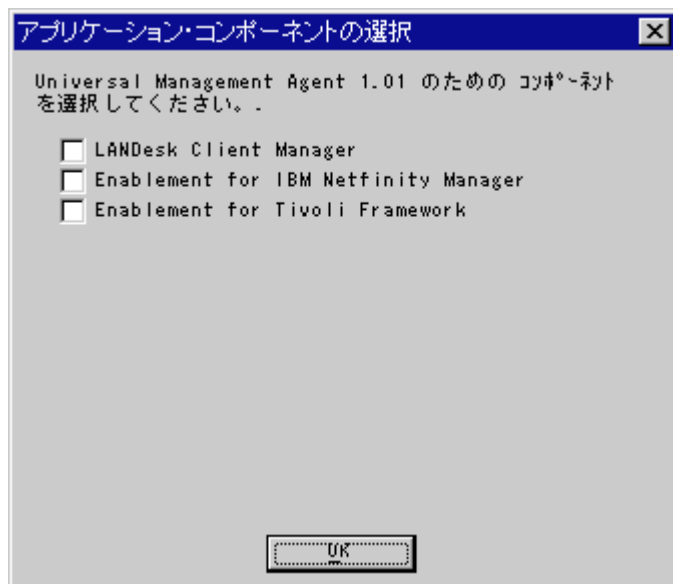 アプリケーション・コンポーネントの選択
Universal Management Agent 1.01 のための ｺﾝﾎﾟｰﾈﾝﾄ
を選択してください。.
LANDesk Client Manager
Enablement for IBM Netfinity Manager
Enablement for Tivoli Framework
OK